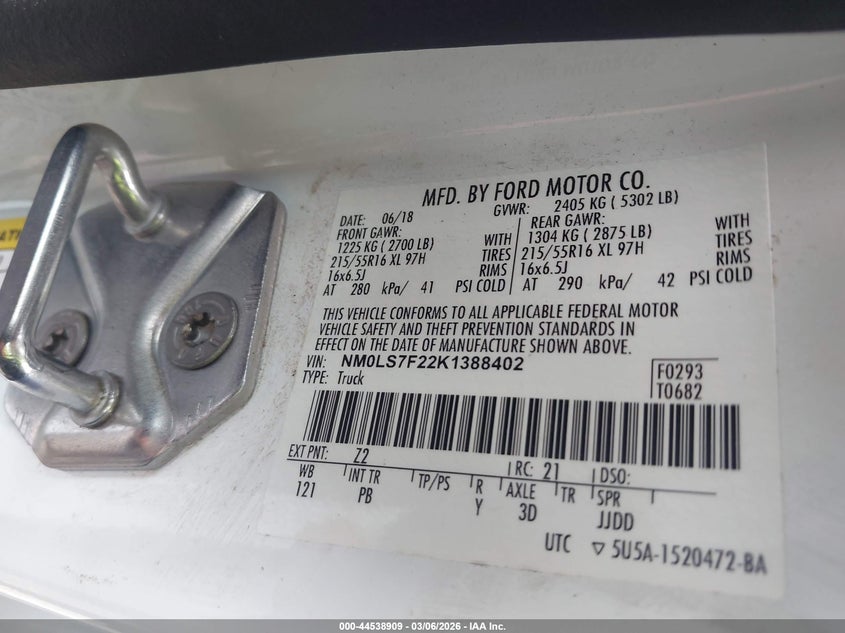 MFD. BY FORD MOTOR CO.
DATE: 06/18 GVWR: 2405 KG ( 5302 LB)
FRONT GAWR: REAR GAWR:
1225 KG ( 2700 LB) WITH 1304 KG ( 2875 LB) WITH
215/55R16 XL 97H TIRES 215/55R16 XL 97H TIRES
16x6.5J RIMS 16x6.5J RIMS
AT 280 kPa/ 41 PSI COLD AT 290 kPa/ 42 PSI COLD
THIS VEHICLE CONFORMS TO ALL APPLICABLE FEDERAL MOTOR
VEHICLE SAFETY AND THEFT PREVENTION STANDARDS IN
EFFECT ON THE DATE OF MANUFACTURE SHOWN ABOVE.
VIN: NM0LS7F22K1388402
TYPE: Truck
F0293
T0682
EXT PNT: Z2 RC: 21 DSO:
WB INT TR TP/PS R AXLE TR SPR
121 PB Y 3D JJDD
UTC 5U5A-1520472-BA
000-44538909 | 03/06/2026 - IAA Inc.